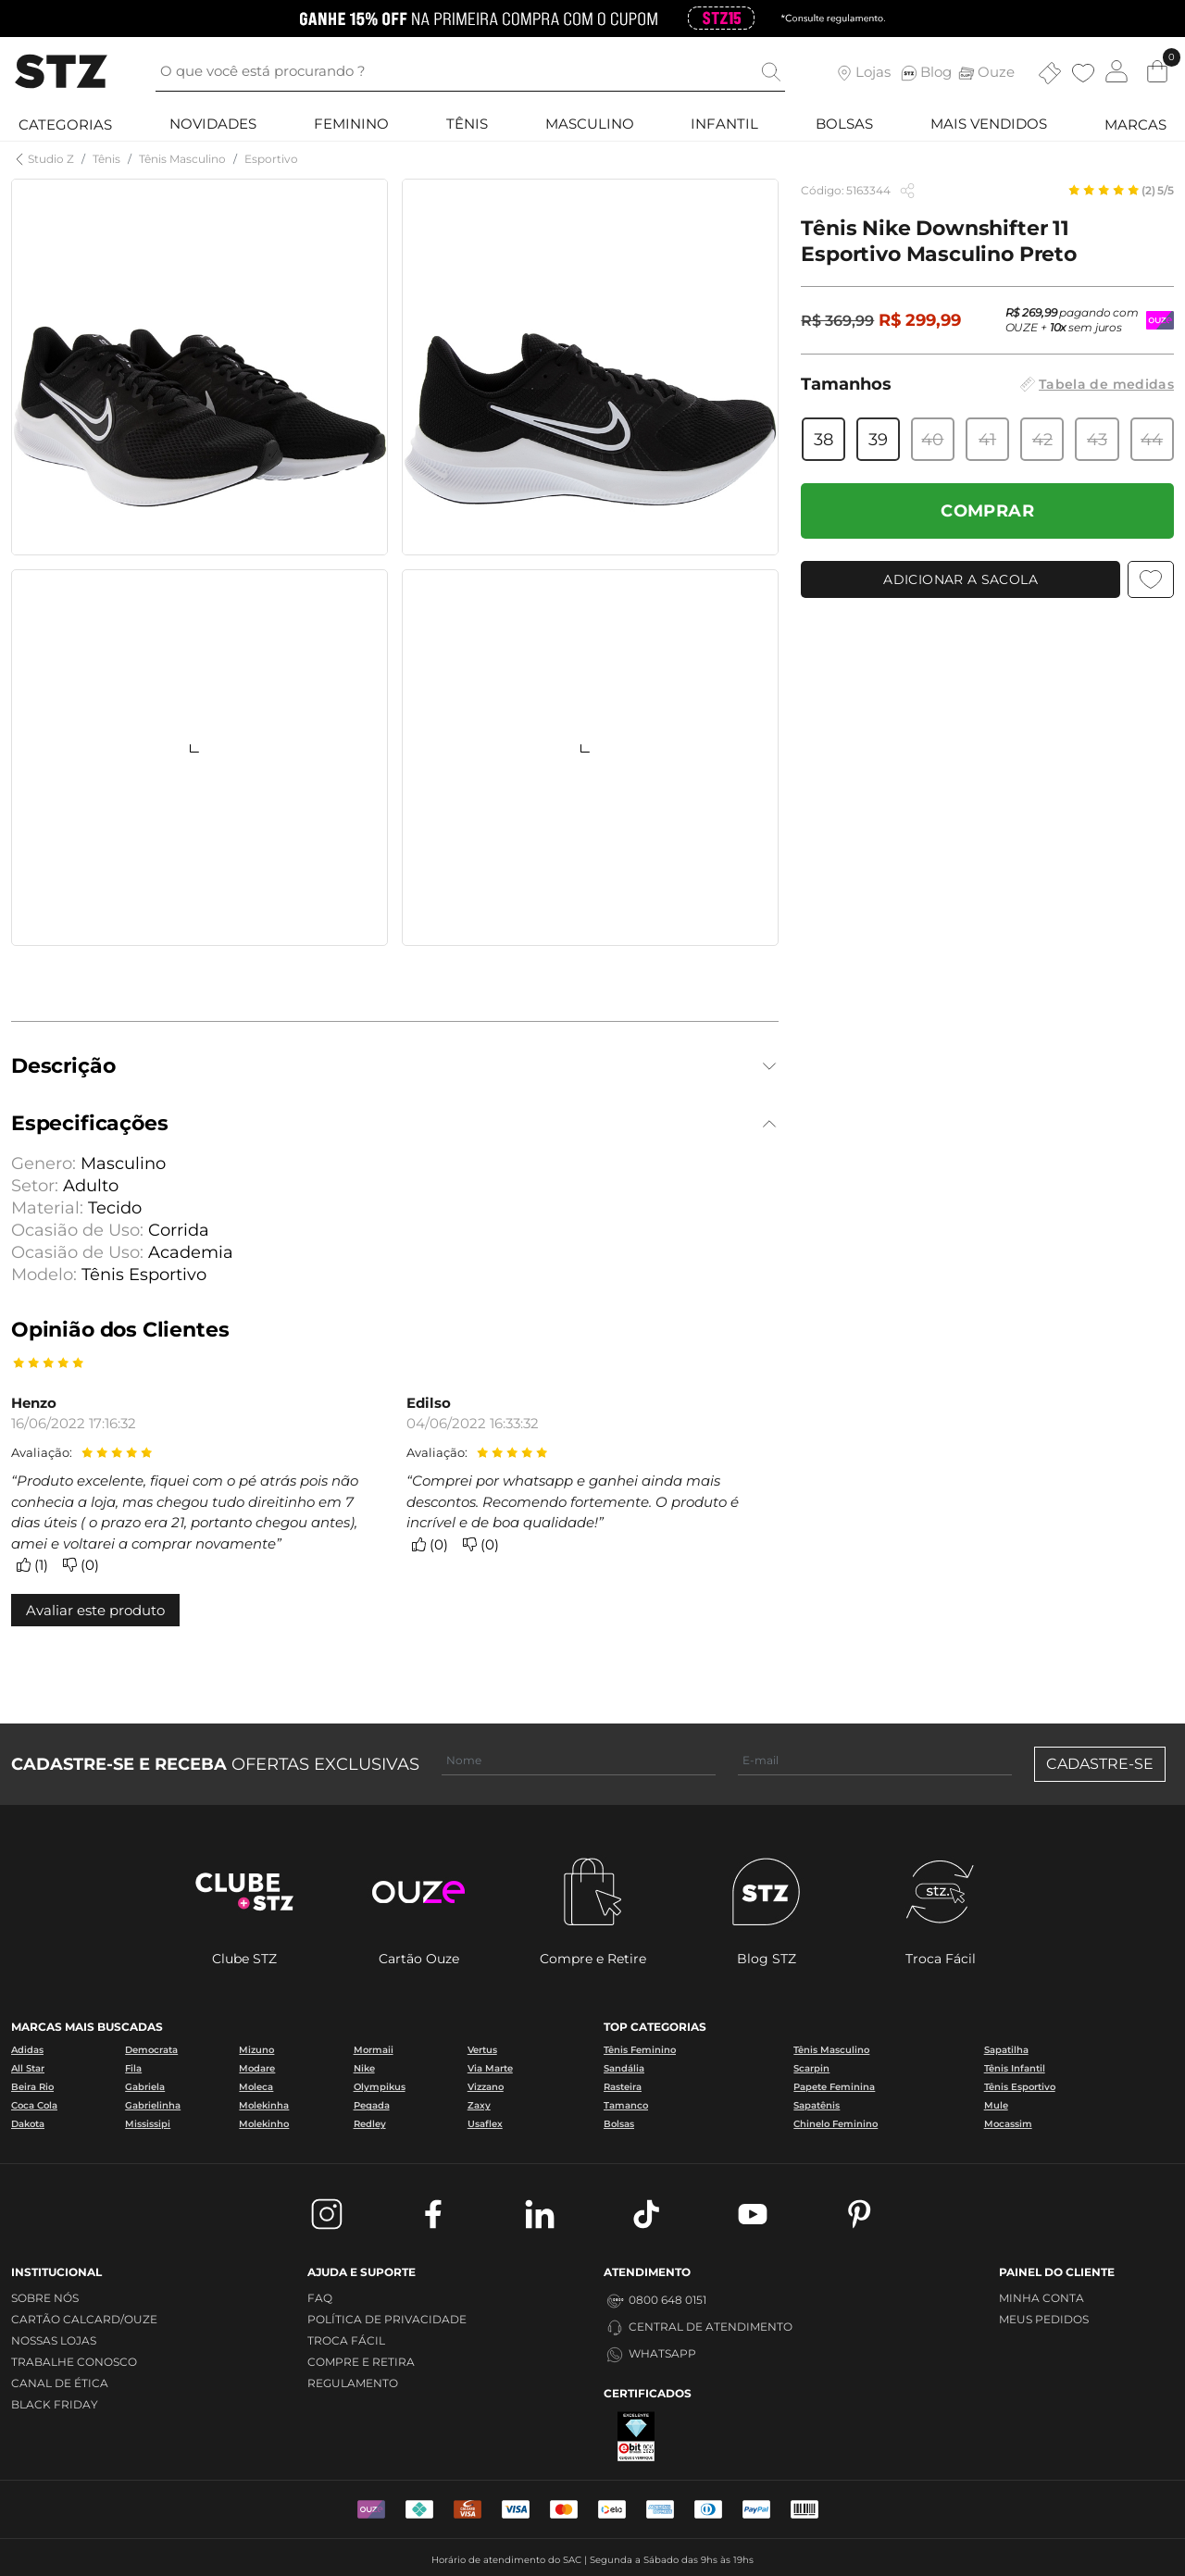 GANHE 15% OFF NA PRIMEIRA COMPRA COM O CUPOM STZ15 *Consulte regulamento.
STZ
O que você está procurando ?
Lojas
STZ Blog
Ouze
0
CATEGORIAS NOVIDADES FEMININO TÊNIS MASCULINO INFANTIL BOLSAS MAIS VENDIDOS MARCAS
Studio Z / Tênis / Tênis Masculino / Esportivo
Código: 5163344
(2) 5/5
Tênis Nike Downshifter 11
Esportivo Masculino Preto
R$ 369,99 R$ 299,99
R$ 269,99 pagando com
OUZE + 10x sem juros
Tamanhos
Tabela de medidas
38 39 40 41 42 43 44
COMPRAR
ADICIONAR A SACOLA
Descrição
Especificações
Genero: Masculino
Setor: Adulto
Material: Tecido
Ocasião de Uso: Corrida
Ocasião de Uso: Academia
Modelo: Tênis Esportivo
Opinião dos Clientes
Henzo
16/06/2022 17:16:32
Avaliação:
“Produto excelente, fiquei com o pé atrás pois não
conhecia a loja, mas chegou tudo direitinho em 7
dias úteis ( o prazo era 21, portanto chegou antes),
amei e voltarei a comprar novamente”
(1) (0)
Edilso
04/06/2022 16:33:32
Avaliação:
“Comprei por whatsapp e ganhei ainda mais
descontos. Recomendo fortemente. O produto é
incrível e de boa qualidade!”
(0) (0)
Avaliar este produto
CADASTRE-SE E RECEBA OFERTAS EXCLUSIVAS
Nome
E-mail
CADASTRE-SE
CLUBE
+STZ
ouze
STZ
stz.
Clube STZ
Cartão Ouze
Compre e Retire
Blog STZ
Troca Fácil
MARCAS MAIS BUSCADAS
Adidas Democrata Mizuno Mormaii Vertus
All Star Fila Modare Nike Via Marte
Beira Rio Gabriela Moleca Olympikus Vizzano
Coca Cola Gabrielinha Molekinha Pegada Zaxy
Dakota Mississipi Molekinho Redley Usaflex
TOP CATEGORIAS
Tênis Feminino Tênis Masculino Sapatilha
Sandália Scarpin Tênis Infantil
Rasteira Papete Feminina Tênis Esportivo
Tamanco Sapatênis Mule
Bolsas Chinelo Feminino Mocassim
INSTITUCIONAL
SOBRE NÓS
CARTÃO CALCARD/OUZE
NOSSAS LOJAS
TRABALHE CONOSCO
CANAL DE ÉTICA
BLACK FRIDAY
AJUDA E SUPORTE
FAQ
POLÍTICA DE PRIVACIDADE
TROCA FÁCIL
COMPRE E RETIRA
REGULAMENTO
ATENDIMENTO
0800 648 0151
CENTRAL DE ATENDIMENTO
WHATSAPP
CERTIFICADOS
EXCELENTE
ebit
PAINEL DO CLIENTE
MINHA CONTA
MEUS PEDIDOS
VISA VISA elo PayPal
Horário de atendimento do SAC | Segunda a Sábado das 9hs às 19hs